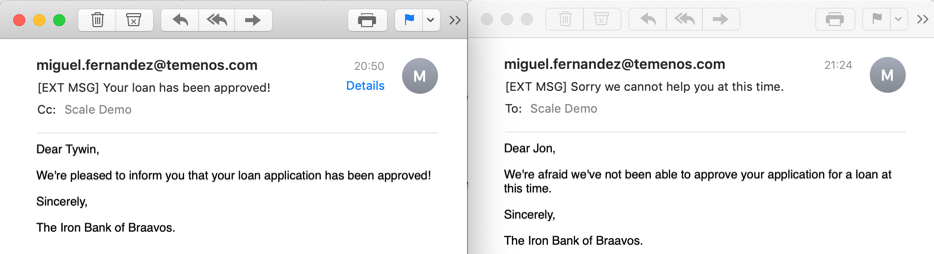 miguel.fernandez@temenos.com
20:50
M
[EXT MSG] Your loan has been approved!
Details
Cc: Scale Demo
Dear Tywin,
We're pleased to inform you that your loan application has been approved!
Sincerely,
The Iron Bank of Braavos.
miguel.fernandez@temenos.com
21:24
M
[EXT MSG] Sorry we cannot help you at this time.
To: Scale Demo
Dear Jon,
We're afraid we've not been able to approve your application for a loan at
this time.
Sincerely,
The Iron Bank of Braavos.